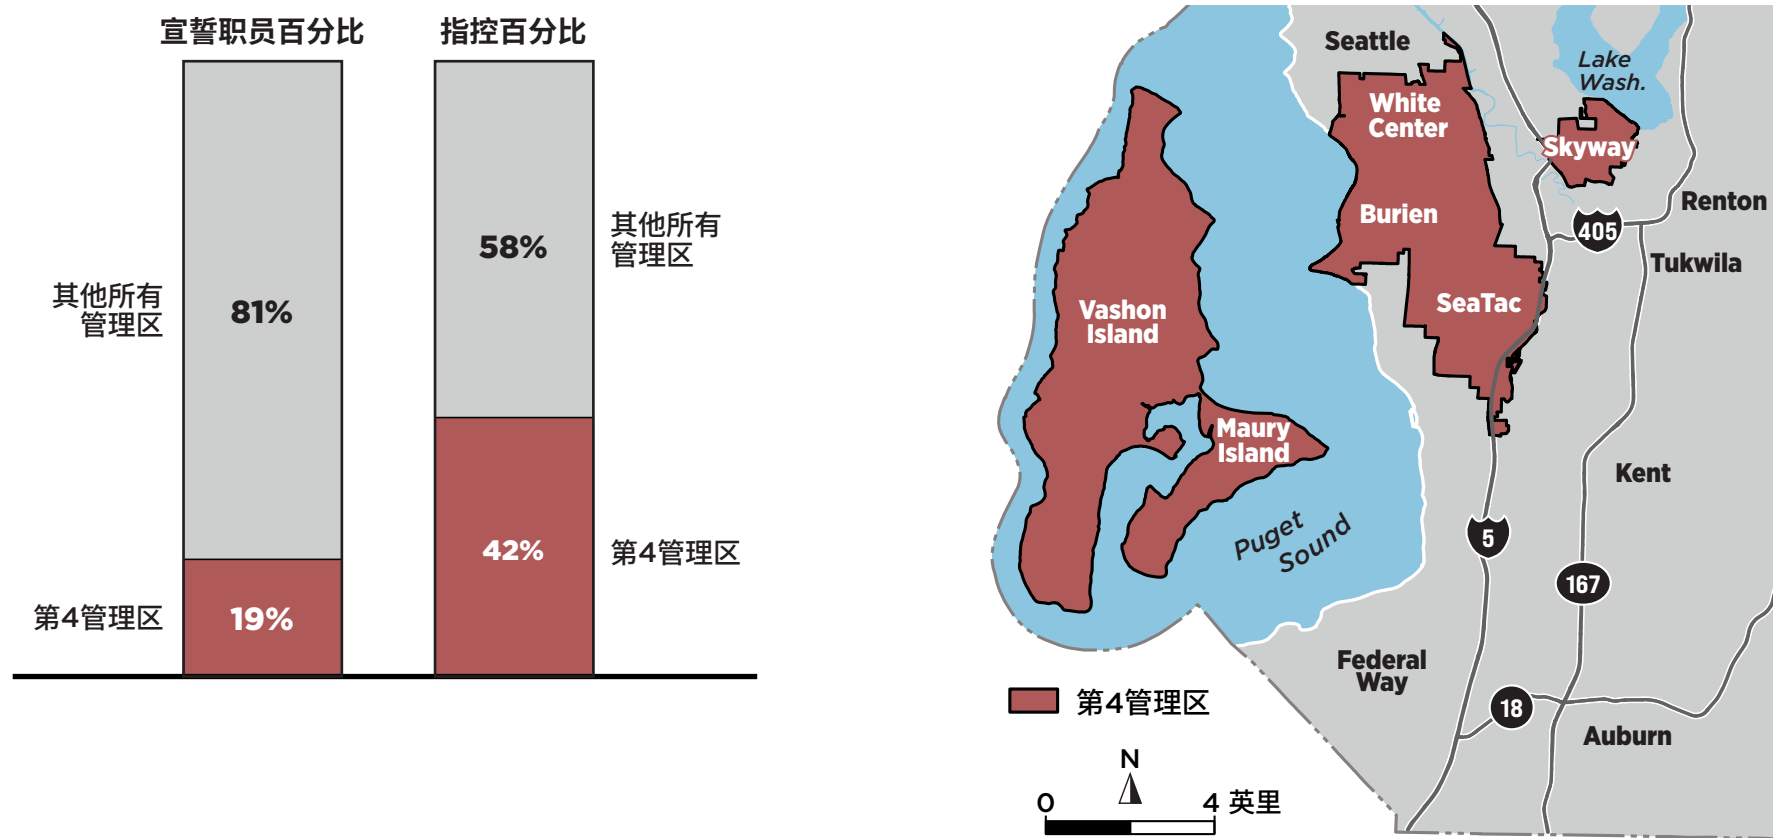 宣誓职员百分比
指控百分比
其他所有
管理区
81%
第4管理区
19%
58%
其他所有
管理区
42%
第4管理区
Seattle
Lake
Wash.
White
Center
Skyway
Burien
Renton
405
Tukwila
SeaTac
Vashon
Island
Maury
Island
Kent
Puget
Sound
5
167
Federal
Way
18
Auburn
第4管理区
N
0
4 英里